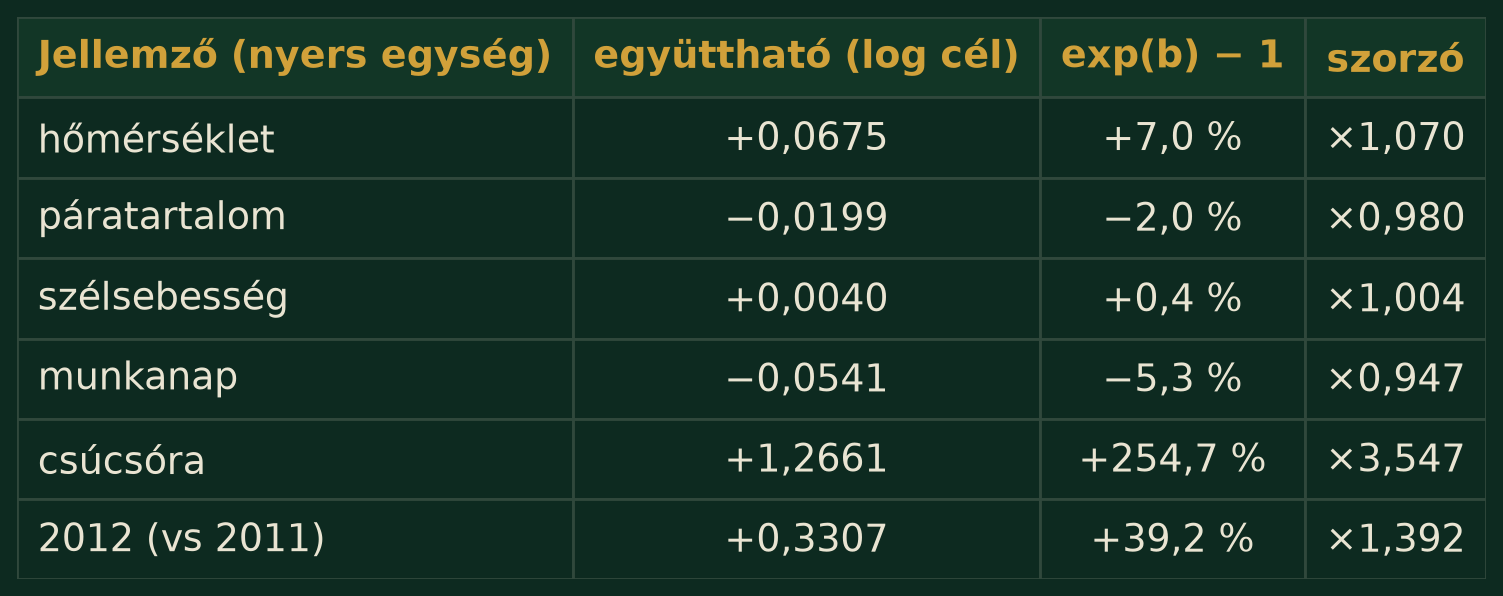 Jellemző (nyers egység) együttható (log cél) exp(b) − 1 szorzó
hőmérséklet +0,0675 +7,0 % ×1,070
páratartalom −0,0199 −2,0 % ×0,980
szélsebesség +0,0040 +0,4 % ×1,004
munkanap −0,0541 −5,3 % ×0,947
csúcsóra +1,2661 +254,7 % ×3,547
2012 (vs 2011) +0,3307 +39,2 % ×1,392